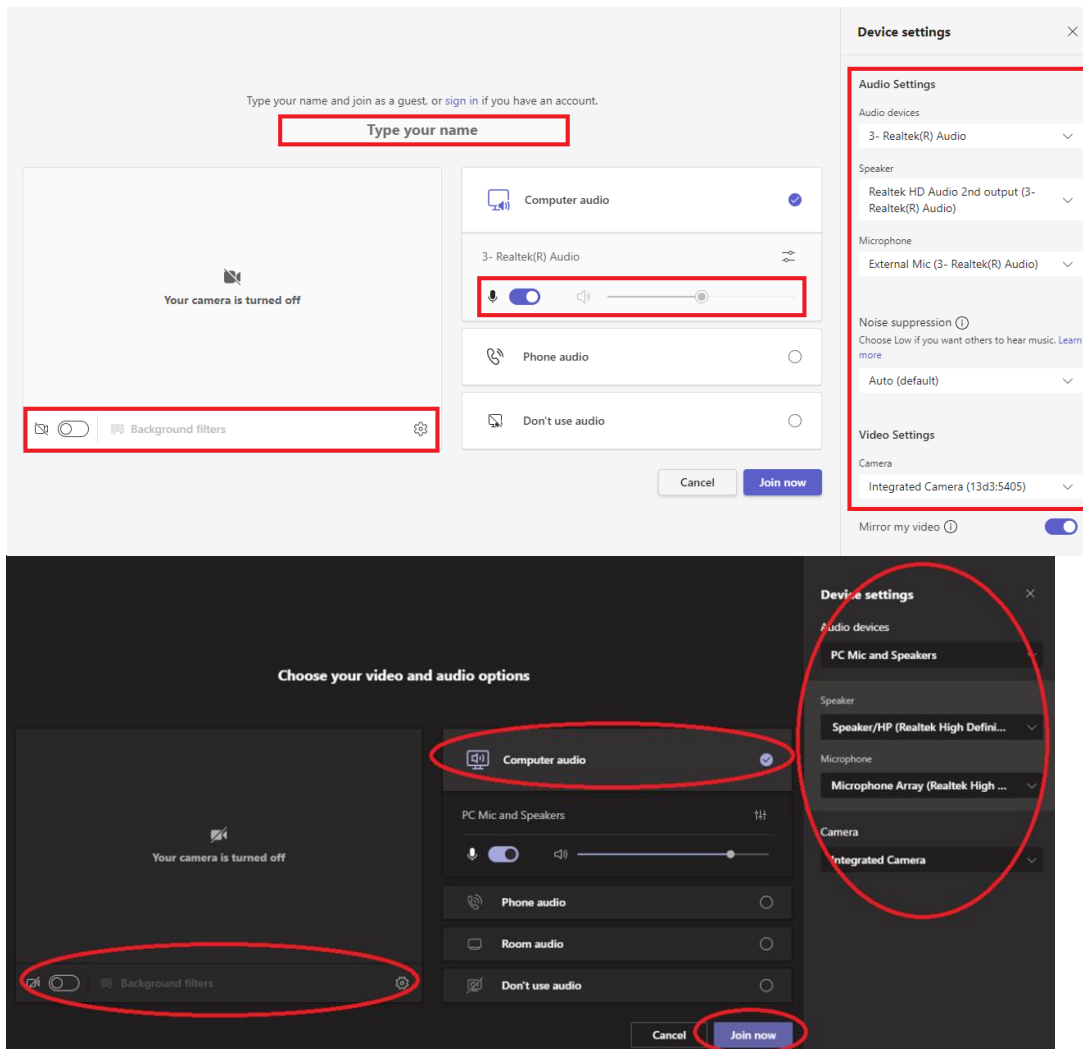 Device settings
Type your name and join as a guest, or sign in if you have an account.
Type your name
Your camera is turned off
Background filters
Computer audio
3- Realtek(R) Audio
Phone audio
Don't use audio
Cancel
Join now
Audio Settings
Audio devices
3- Realtek(R) Audio
Speaker
Realtek HD Audio 2nd output (3-
Realtek(R) Audio)
Microphone
External Mic (3- Realtek(R) Audio)
Noise suppression
Choose Low if you want others to hear music. Learn
more
Auto (default)
Video Settings
Camera
Integrated Camera (13d3:5405)
Mirror my video
Choose your video and audio options
Your camera is turned off
Background filters
Computer audio
PC Mic and Speakers
Phone audio
Room audio
Don't use audio
Cancel
Join now
Device settings
Audio devices
PC Mic and Speakers
Speaker
Speaker/HP (Realtek High Defini...
Microphone
Microphone Array (Realtek High ...
Camera
Integrated Camera